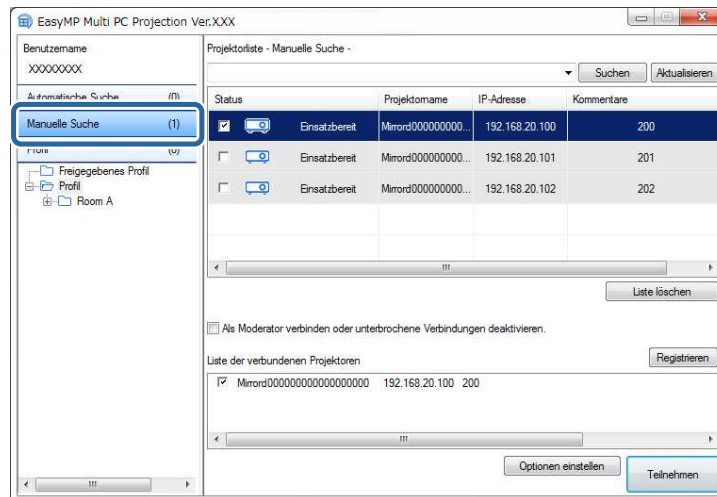 EasyMP Multi PC Projection Ver.XXX
Benutzername
XXXXXXXX
Automatische Suche (0)
Manuelle Suche (1)
Profil (0)
Freigegebenes Profil
Profil
Room A
Projektorliste - Manuelle Suche -
Suchen Aktualisieren
Status Projektorname IP-Adresse Kommentare
Einsatzbereit Mirrord000000000... 192.168.20.100 200
Einsatzbereit Mirrord000000000... 192.168.20.101 201
Einsatzbereit Mirrord000000000... 192.168.20.102 202
Liste löschen
Als Moderator verbinden oder unterbrochene Verbindungen deaktivieren.
Liste der verbundenen Projektoren Registrieren
Mirrord000000000000000000 192.168.20.100 200
Optionen einstellen Teilnehmen